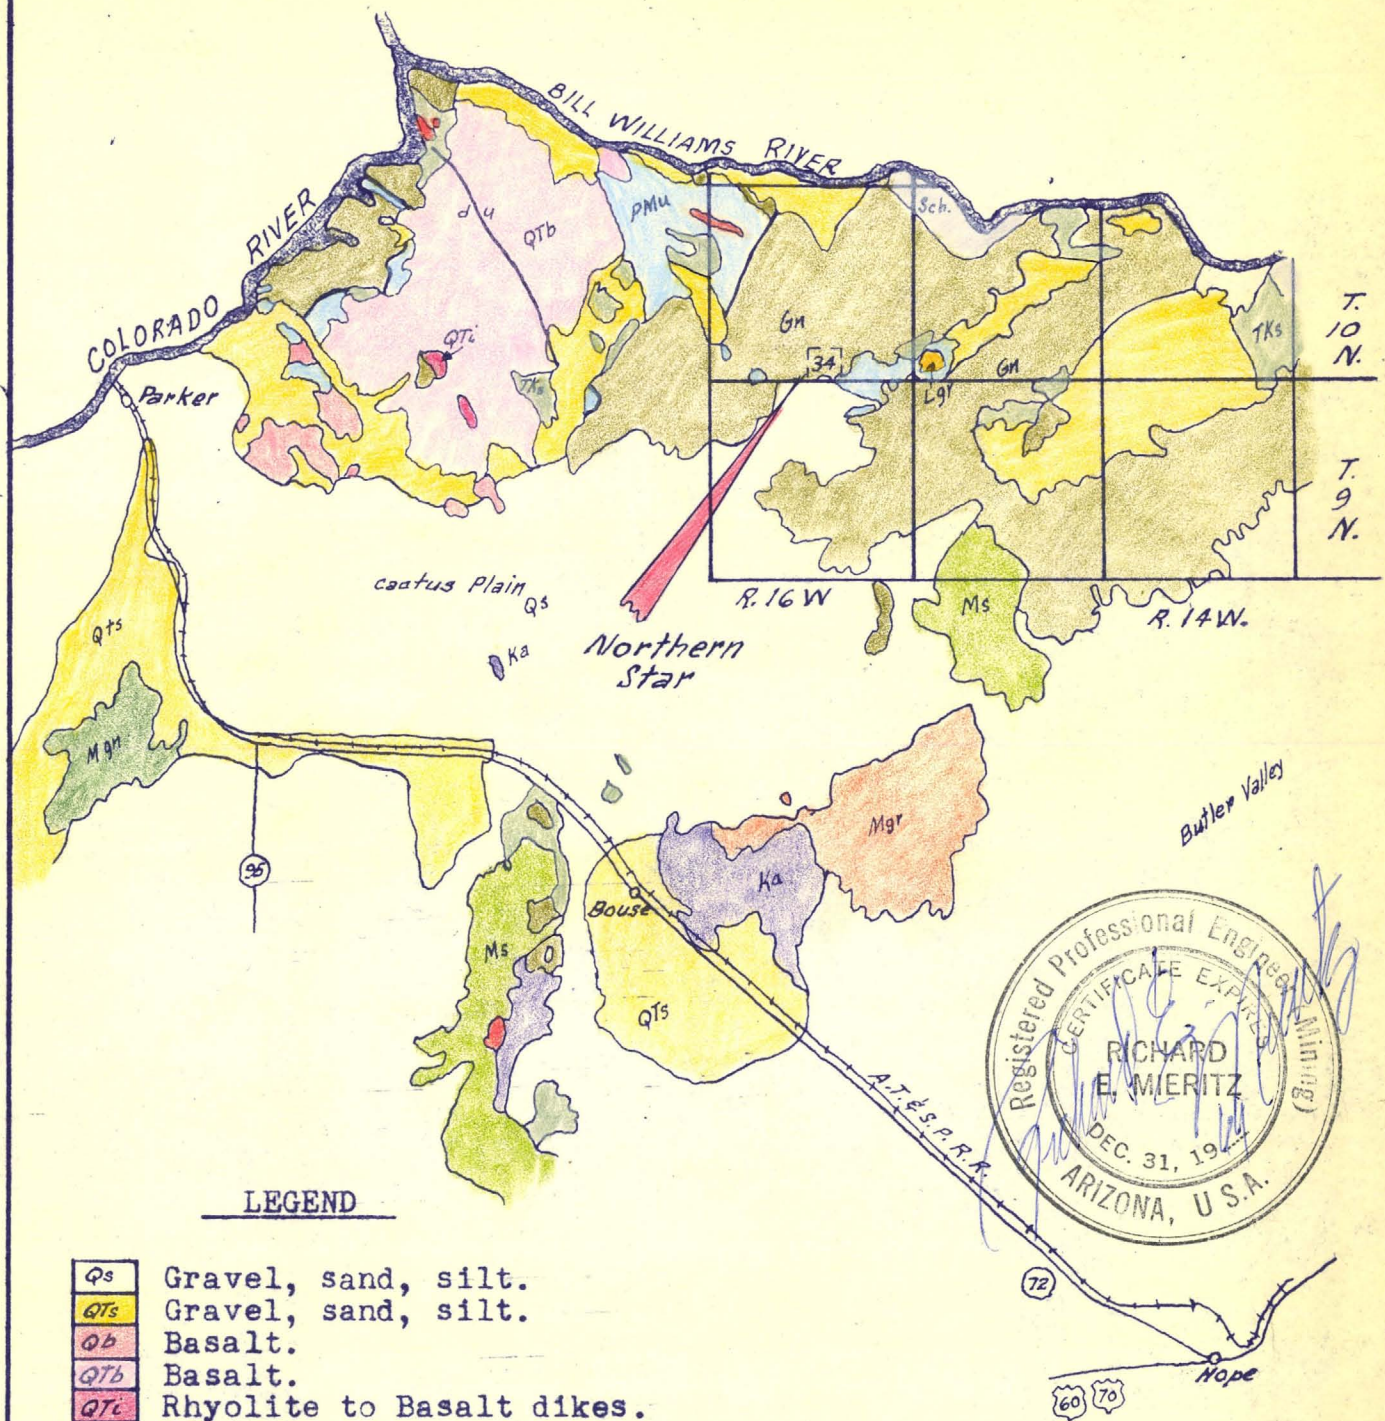 BILL WILLIAMS RIVER
COLORADO RIVER
Sch.
PMu
d u
QTb
Gn
QTi
34
Gn
TKs
T.
10
N.
Parker
TKs
Lgr
T.
9
N.
Cactus Plain
Qs
R. 16 W
Ms
R. 14 W.
Qts
Ka
Northern
Star
Mgn
Butler Valley
Mgr
95
Ka
Bouse
Ms
QTs
Registered Professional Engineer (Mining)
CERTIFICATE EXPIRES
RICHARD
E. MIERITZ
DEC. 31, 19
ARIZONA, U.S.A.
A.T.&S.P.R.R.
LEGEND
Qs Gravel, sand, silt.
QTs Gravel, sand, silt.
Qb Basalt.
QTb Basalt.
QTi Rhyolite to Basalt dikes.
72
Hope
60 70